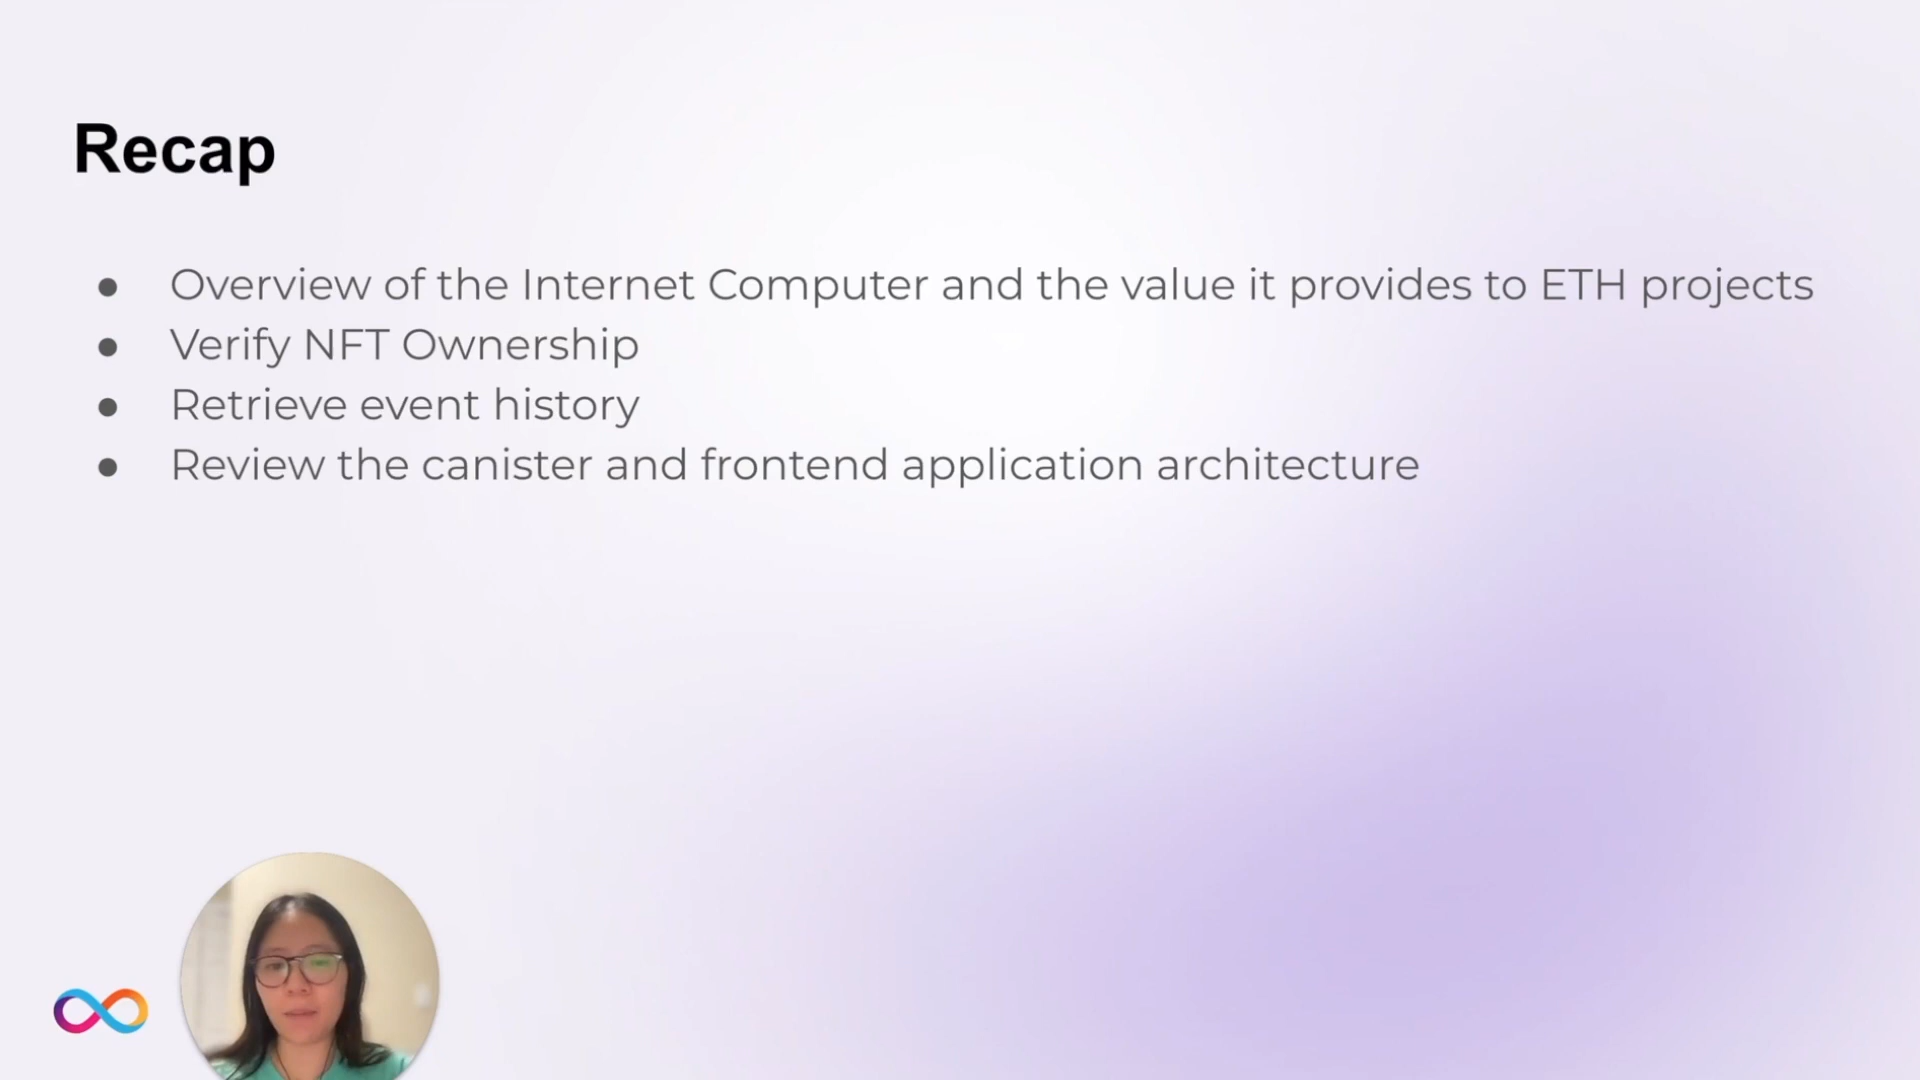 Recap
● Overview of the Internet Computer and the value it provides to ETH projects
● Verify NFT Ownership
● Retrieve event history
● Review the canister and frontend application architecture